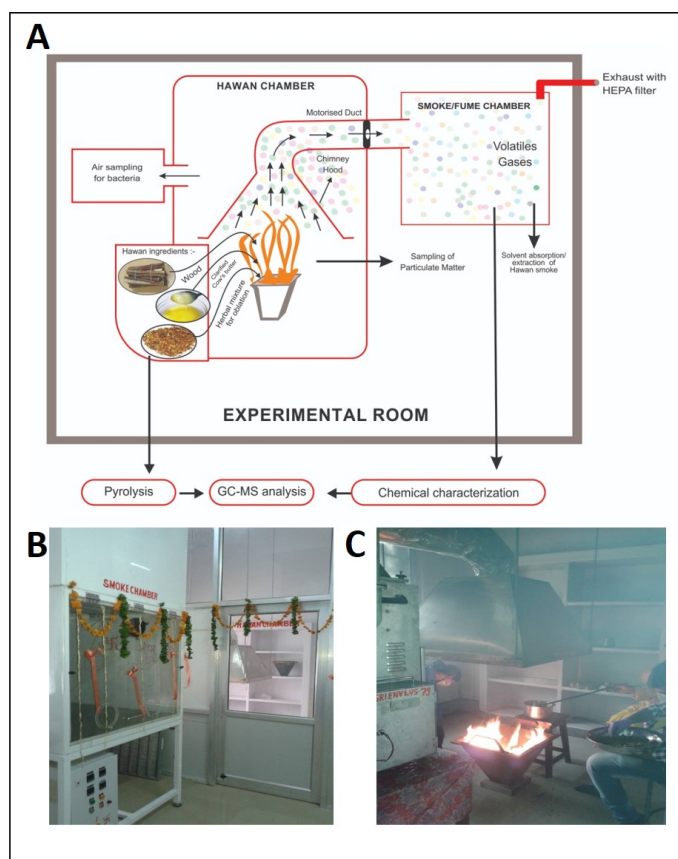 A
HAWAN CHAMBER
Motorised Duct
Chimney
Hood
SMOKE/FUME CHAMBER
Volatiles
Gases
Exhaust with
HEPA filter
Air sampling
for bacteria
Hawan ingredients :-
Wood
Clarified
Cow's butter
Herbal mixture
for oblation
Sampling of
Particulate Matter
Solvent absorption/
extraction of
Hawan smoke
EXPERIMENTAL ROOM
Pyrolysis
GC-MS analysis
Chemical characterization
B
SMOKE CHAMBER
HAWAN CHAMBER
C